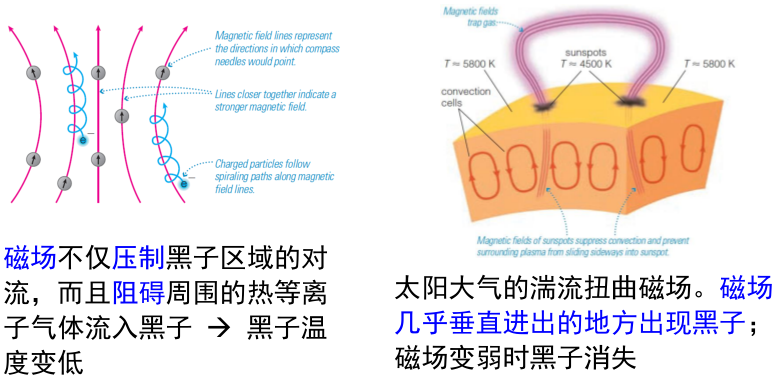 Magnetic field lines represent
the directions in which compass
needles would point.
Lines closer together indicate a
stronger magnetic field.
e−
Charged particles follow
spiraling paths along magnetic
field lines.
e−
磁场不仅压制黑子区域的对
流，而且阻碍周围的热等离
子气体流入黑子 → 黑子温
度变低
Magnetic fields
trap gas.
T ≈ 5800 K
sunspots
T ≈ 4500 K
T ≈ 5800 K
convection
cells
Magnetic fields of sunspots suppress convection and prevent
surrounding plasma from sliding sideways into sunspot.
太阳大气的湍流扭曲磁场。磁场
几乎垂直进出的地方出现黑子；
磁场变弱时黑子消失